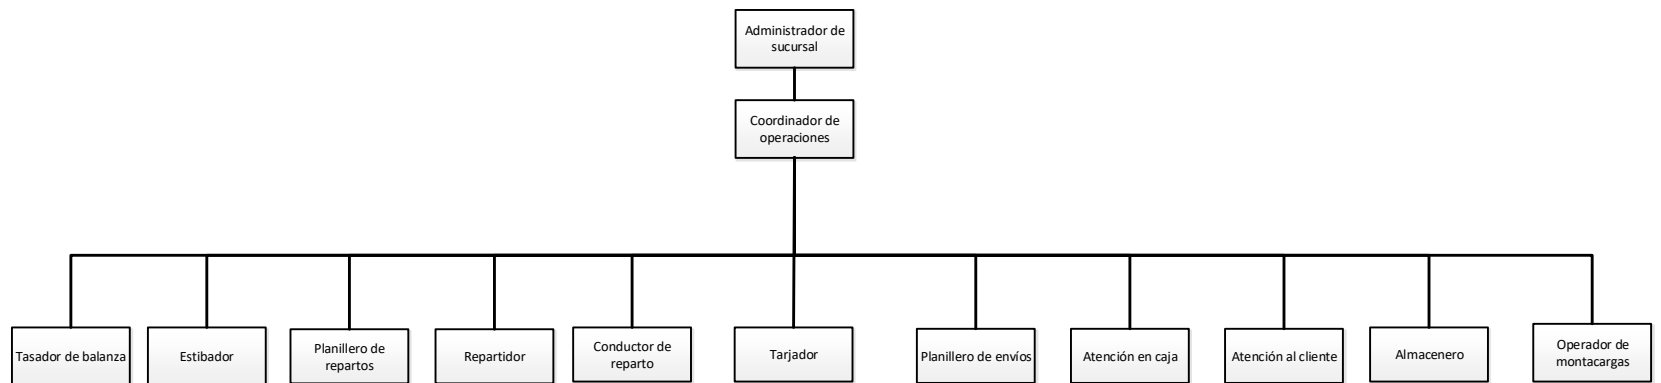 Administrador de
sucursal
Coordinador de
operaciones
Tasador de balanza
Estibador
Planillero de
repartos
Repartidor
Conductor de
reparto
Tarjador
Planillero de envíos
Atención en caja
Atención al cliente
Almacenero
Operador de
montacargas